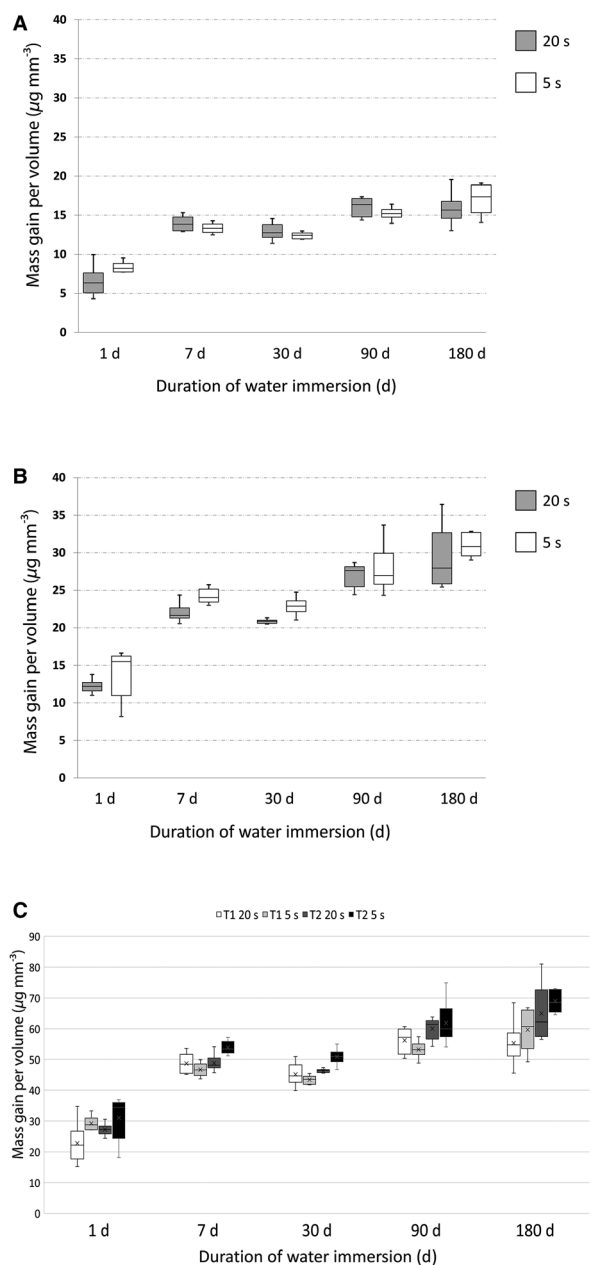 A
Mass gain per volume (µg mm⁻³)
40
35
30
25
20
15
10
5
0
20 s
5 s
1 d 7 d 30 d 90 d 180 d
Duration of water immersion (d)
B
Mass gain per volume (µg mm⁻³)
40
35
30
25
20
15
10
5
0
20 s
5 s
1 d 7 d 30 d 90 d 180 d
Duration of water immersion (d)
C
T1 20 s T1 5 s T2 20 s T2 5 s
Mass gain per volume (µg mm⁻³)
90
80
70
60
50
40
30
20
10
0
1 d 7 d 30 d 90 d 180 d
Duration of water immersion (d)